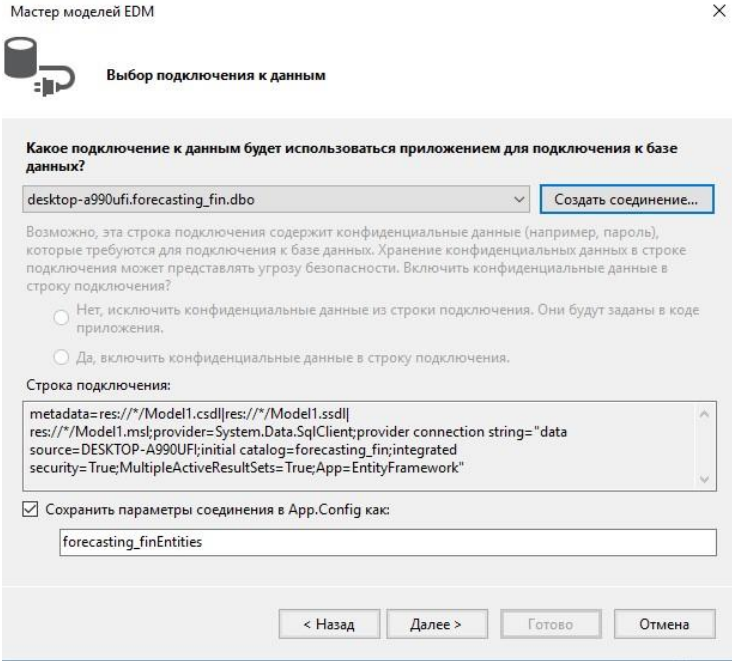 Мастер моделей EDM
Выбор подключения к данным
Какое подключение к данным будет использоваться приложением для подключения к базе
данных?
desktop-a990ufi.forecasting_fin.dbo
Создать соединение...
Возможно, эта строка подключения содержит конфиденциальные данные (например, пароль),
которые требуются для подключения к базе данных. Хранение конфиденциальных данных в строке
подключения может представлять угрозу безопасности. Включить конфиденциальные данные в
строку подключения?
Нет, исключить конфиденциальные данные из строки подключения. Они будут заданы в коде
приложения.
Да, включить конфиденциальные данные в строку подключения.
Строка подключения:
metadata=res://*/Model1.csdl|res://*/Model1.ssdl|
res://*/Model1.msl;provider=System.Data.SqlClient;provider connection string="data
source=DESKTOP-A990UFI;initial catalog=forecasting_fin;integrated
security=True;MultipleActiveResultSets=True;App=EntityFramework"
Сохранить параметры соединения в App.Config как:
forecasting_finEntities
< Назад
Далее >
Готово
Отмена